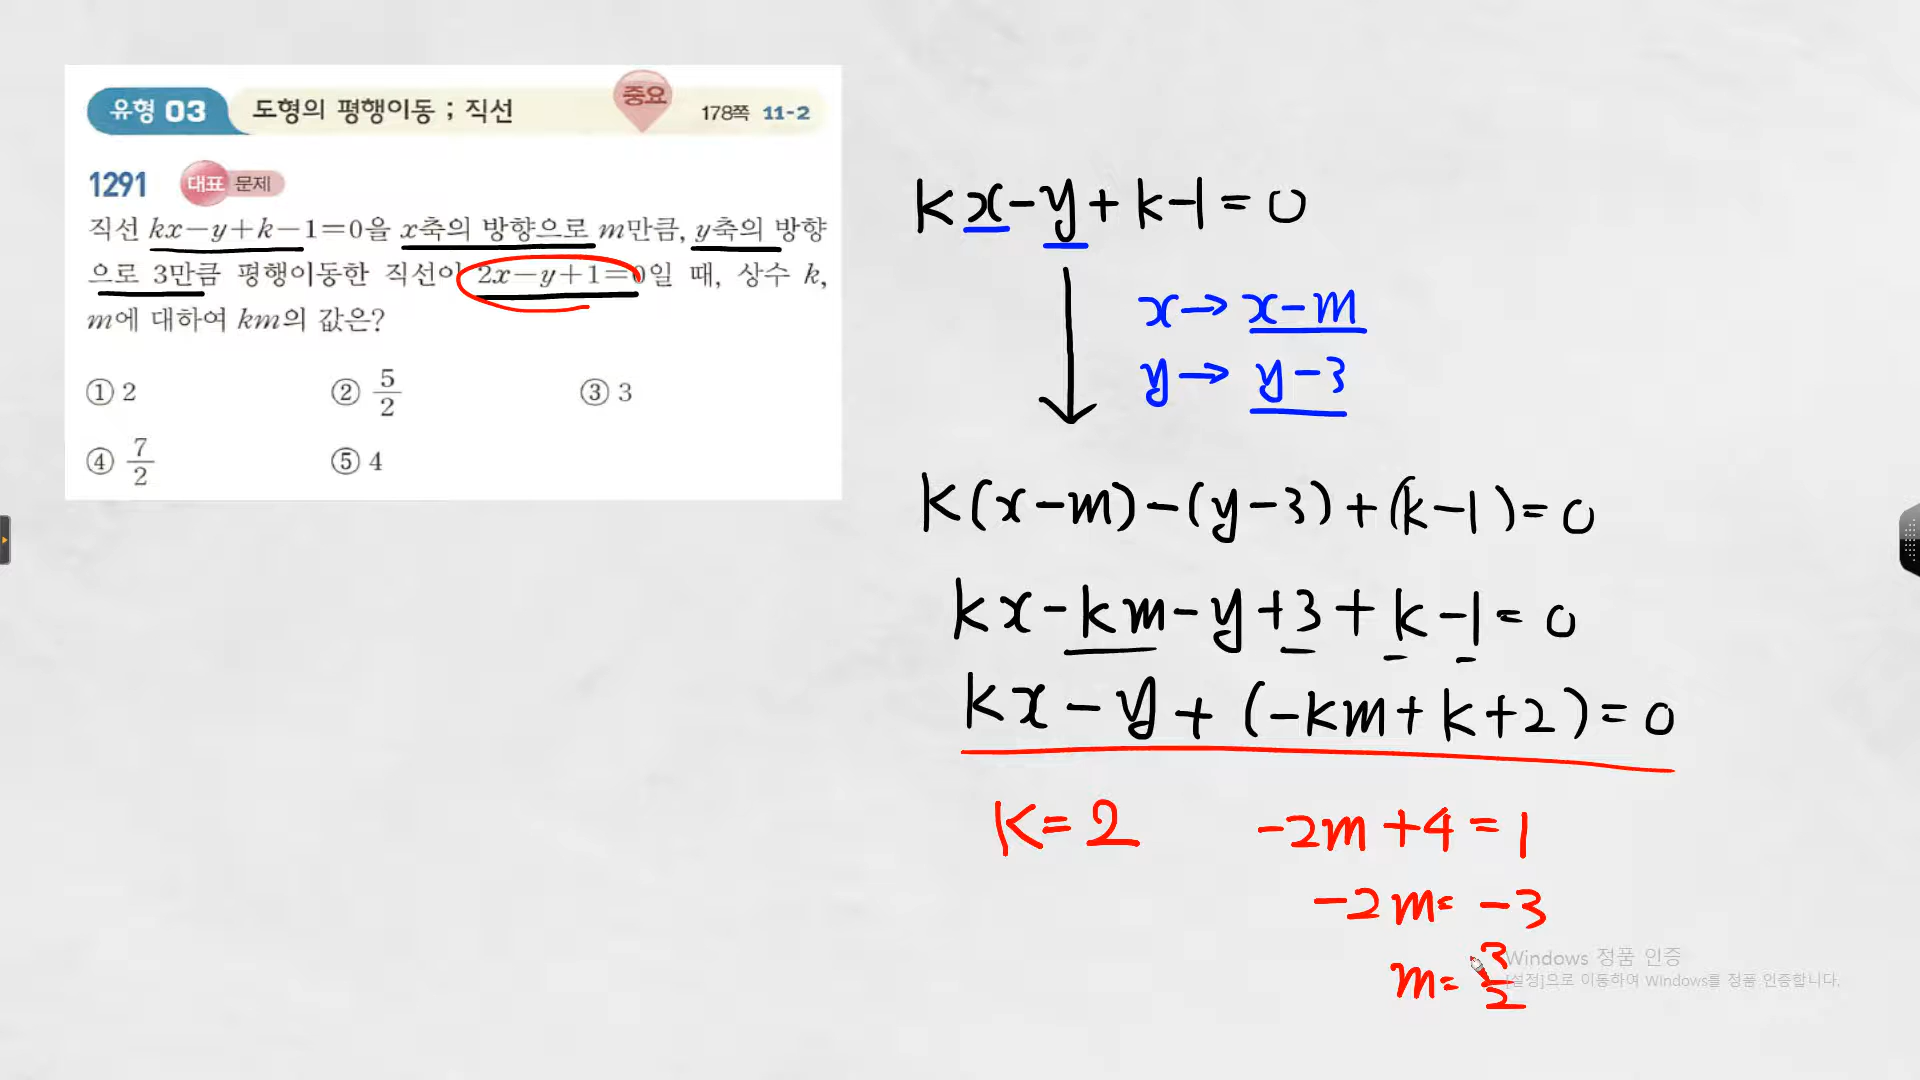 유형 03 도형의 평행이동 ; 직선 중요 178쪽 11-2
1291 대표 문제
직선 kx−y+k−1=0을 x축의 방향으로 m만큼, y축의 방향
으로 3만큼 평행이동한 직선이 2x−y+1=0일 때, 상수 k,
m에 대하여 km의 값은?
① 2 ② 5/2 ③ 3
④ 7/2 ⑤ 4
kx−y+k−1=0
x→x−m
y→y−3
k(x−m)−(y−3)+(k−1)=0
kx−km−y+3+k−1=0
kx−y+(−km+k+2)=0
k=2 −2m+4=1
−2m=−3
m=3/2
Windows 정품 인증
[설정]으로 이동하여 Windows를 정품 인증합니다.